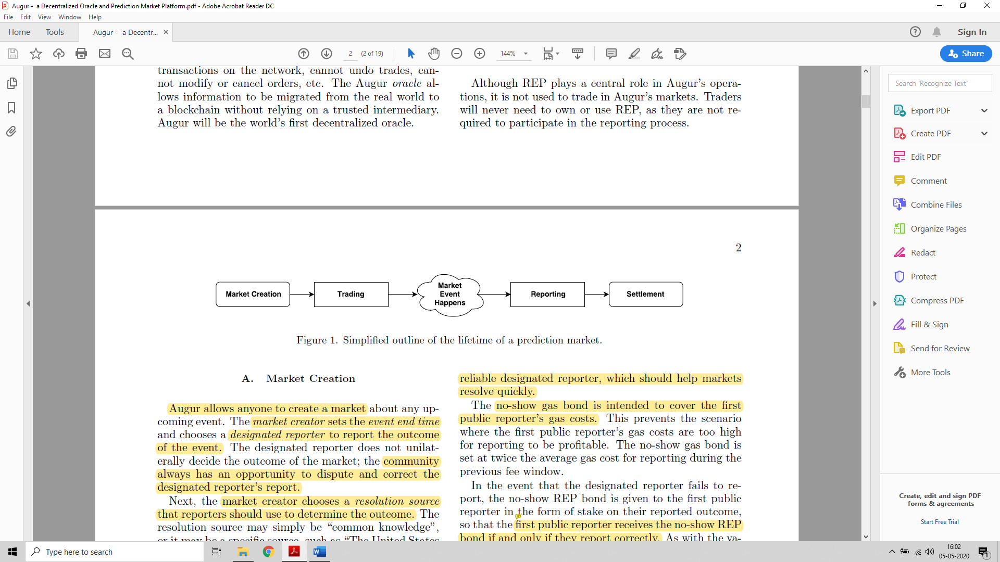 Augur -  a Decentralized Oracle and Prediction Market Platform.pdf - Adobe Acrobat Reader DC
File Edit View Window Help
Home Tools Augur -  a Decentr... ×
? Sign In
2 (2 of 19) 144%
Share
transactions on the network, cannot undo trades, can-
not modify or cancel orders, etc. The Augur oracle al-
lows information to be migrated from the real world to
a blockchain without relying on a trusted intermediary.
Augur will be the world's first decentralized oracle.
Although REP plays a central role in Augur's opera-
tions, it is not used to trade in Augur's markets. Traders
will never need to own or use REP, as they are not re-
quired to participate in the reporting process.
2
Market Creation
Trading
Market
Event
Happens
Reporting
Settlement
Figure 1. Simplified outline of the lifetime of a prediction market.
A. Market Creation
Augur allows anyone to create a market about any up-
coming event. The market creator sets the event end time
and chooses a designated reporter to report the outcome
of the event. The designated reporter does not unilat-
erally decide the outcome of the market; the community
always has an opportunity to dispute and correct the
designated reporter's report.
Next, the market creator chooses a resolution source
that reporters should use to determine the outcome. The
resolution source may simply be “common knowledge”,
or it may be a specific source, such as “The United States
reliable designated reporter, which should help markets
resolve quickly.
The no-show gas bond is intended to cover the first
public reporter's gas costs. This prevents the scenario
where the first public reporter's gas costs are too high
for reporting to be profitable. The no-show gas bond is
set at twice the average gas cost for reporting during the
previous fee window.
In the event that the designated reporter fails to re-
port, the no-show REP bond is given to the first public
reporter in the form of stake on their reported outcome,
so that the first public reporter receives the no-show REP
bond if and only if they report correctly. As with the va-
Search 'Recognize Text'
Export PDF
Create PDF
Edit PDF
Comment
Combine Files
Organize Pages
Redact
Protect
Compress PDF
Fill & Sign
Send for Review
More Tools
Create, edit and sign PDF
forms & agreements
Start Free Trial
Type here to search
16:02
05-05-2020
1